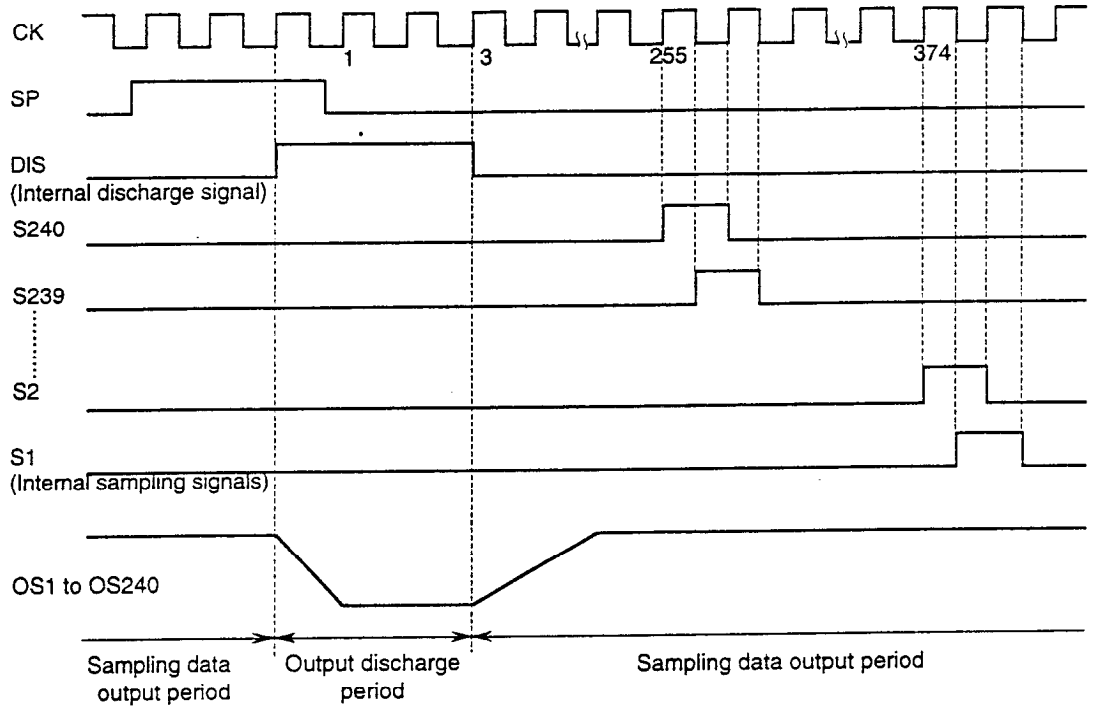 CK
1 3 255 374
SP
DIS
(Internal discharge signal)
S240
S239
S2
S1
(Internal sampling signals)
OS1 to OS240
Sampling data
output period
Output discharge
period
Sampling data output period